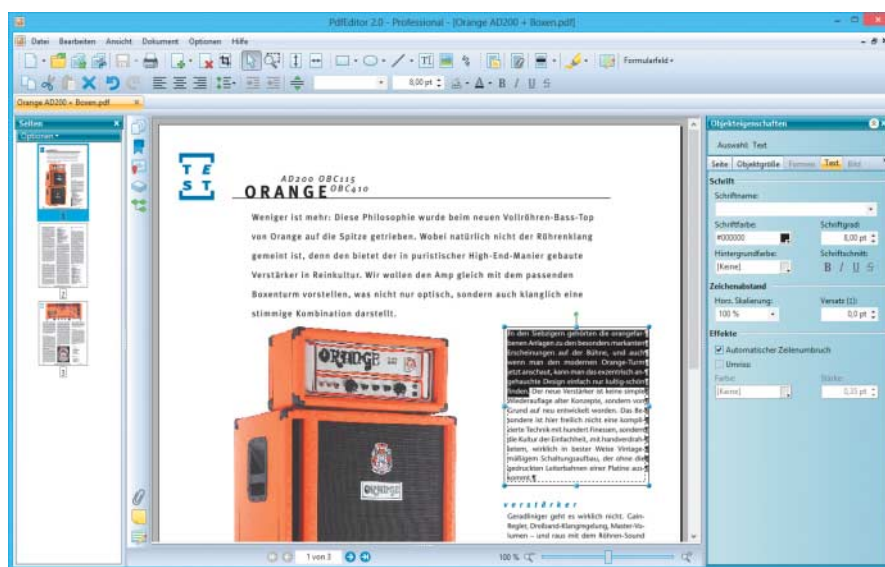 PdfEditor 2.0 - Professional - [Orange AD200 + Boxen.pdf]
Datei Bearbeiten Ansicht Dokument Optionen Hilfe
Formularfeld
8,00 pt
B I U S
Orange AD200 + Boxen.pdf
Seiten
Optionen
1
2
3
TEST
AD200 OBC115
ORANGE OBC410
Weniger ist mehr: Diese Philosophie wurde beim neuen Vollröhren-Bass-Top
von Orange auf die Spitze getrieben. Wobei natürlich nicht der Röhrenklang
gemeint ist, denn den bietet der in puristischer High-End-Manier gebaute
Verstärker in Reinkultur. Wir wollen den Amp gleich mit dem passenden
Boxenturm vorstellen, was nicht nur optisch, sondern auch klanglich eine
stimmige Kombination darstellt.
ORANGE
ORANGE
In den Siebzigern gehörten die orangefar-
benen Anlagen zu den besonders markanten¶
Erscheinungen auf der Bühne, und auch¶
wenn man den modernen Orange-Turm¶
jetzt anschaut, kann man das exzentrisch an-
gehauchte Design einfach nur kultig-schön¶
finden. Der neue Verstärker ist keine simple¶
Wiederauflage alter Konzepte, sondern von¶
Grund auf neu entwickelt worden. Das Be-
sondere ist hier freilich nicht eine kompli-
zierte Technik mit hundert Finessen, sondern¶
die Kultur der Einfachheit, mit handverdrah-
tetem, wirklich in bester Weise Vintage-
mäßigem Schaltungsaufbau, der ohne die¶
gedruckten Leiterbahnen einer Platine aus-
kommt.¶
verstärker
Geradliniger geht es wirklich nicht. Gain-
Regler, Dreiband-Klangregelung, Master-Vo-
lumen – und raus mit dem Röhren-Sound
1 von 3
100 %
Objekteigenschaften
Auswahl: Text
Seite Objektgröße Formen Text Bild
Schrift
Schriftname:
Schriftfarbe: Schriftgrad:
#000000 8,00 pt
Hintergrundfarbe: Schriftschnitt:
[Keine] B I U S
Zeichenabstand
Horiz. Skalierung: Versatz (±):
100 % 0,0 pt
Effekte
Automatischer Zeilenumbruch
Umriss
Farbe: Stärke:
[Keine] 0,35 pt